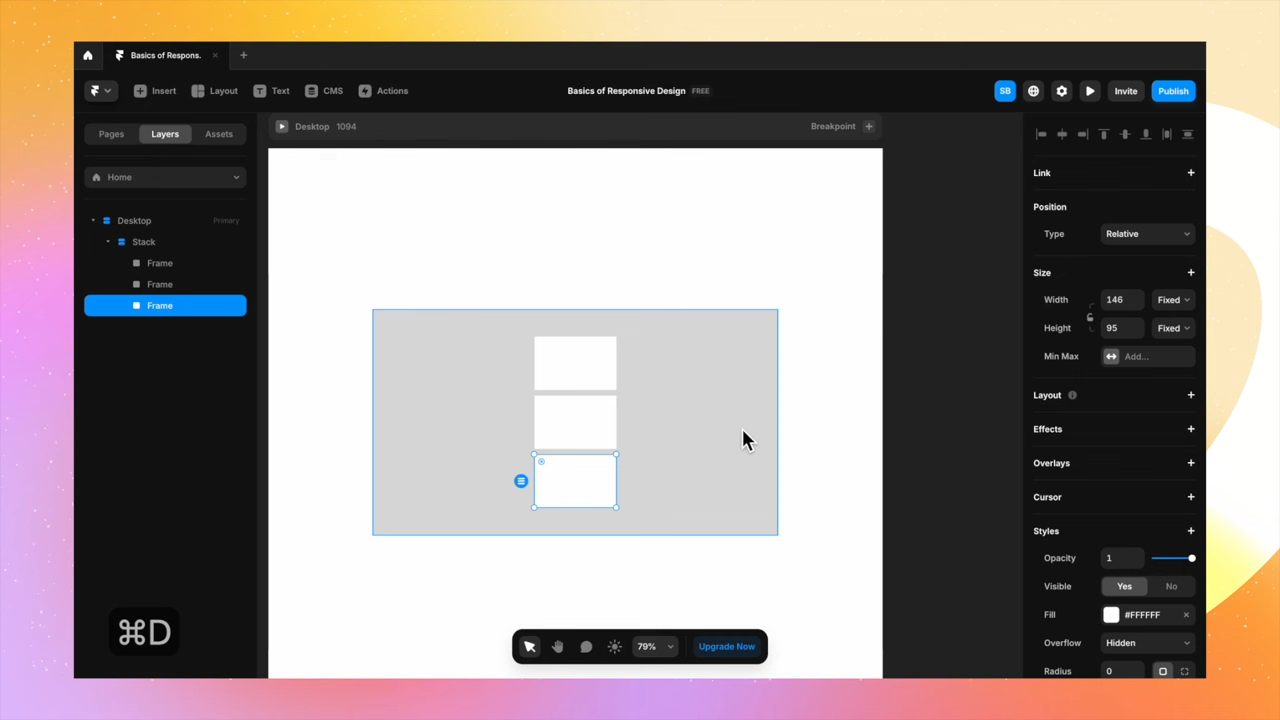 Basics of Respons.
Insert
Layout
Text
CMS
Actions
Basics of Responsive Design FREE
SB
Invite
Publish
Pages
Layers
Assets
Home
Desktop Primary
Stack
Frame
Frame
Frame
Desktop 1094
Breakpoint
Link
Position
Type Relative
Size
Width 146 Fixed
Height 95 Fixed
Min Max Add...
Layout
Effects
Overlays
Cursor
Styles
Opacity 1
Visible Yes No
Fill #FFFFFF
Overflow Hidden
Radius 0
⌘D
79%
Upgrade Now